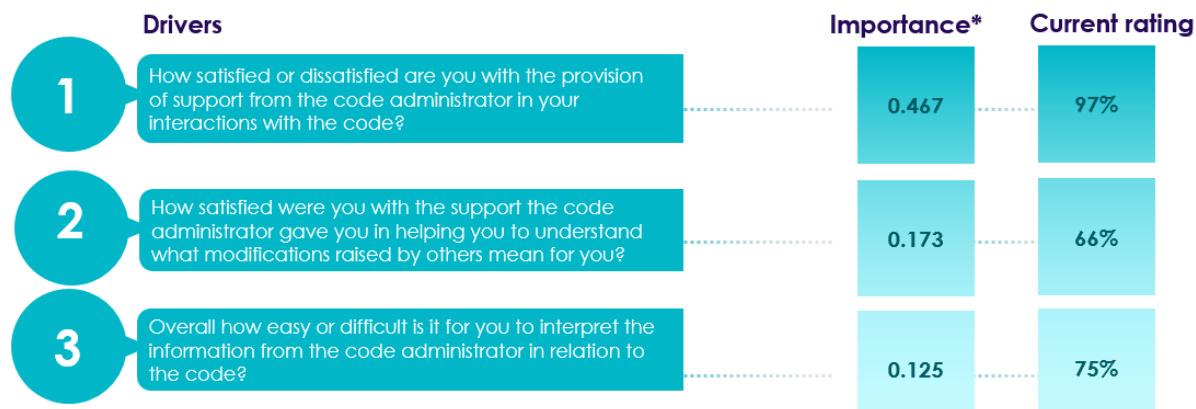 Drivers
Importance*
Current rating
1
How satisfied or dissatisfied are you with the provision
of support from the code administrator in your
interactions with the code?
0.467
97%
2
How satisfied were you with the support the code
administrator gave you in helping you to understand
what modifications raised by others mean for you?
0.173
66%
3
Overall how easy or difficult is it for you to interpret the
information from the code administrator in relation to
the code?
0.125
75%